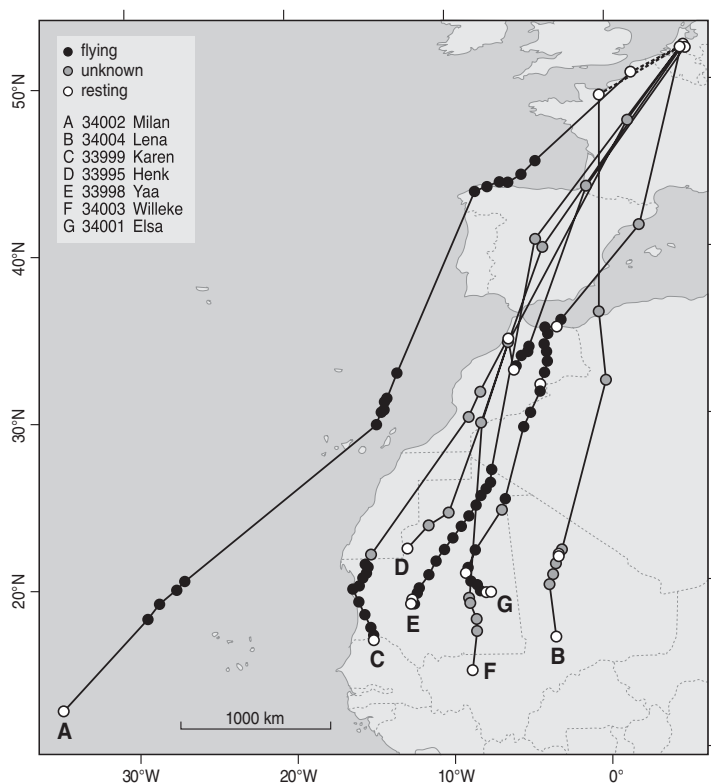 flying
unknown
resting
A 34002 Milan
B 34004 Lena
C 33999 Karen
D 33995 Henk
E 33998 Yaa
F 34003 Willeke
G 34001 Elsa
50°N
40°N
30°N
20°N
D
E
G
C
F
B
A
1000 km
30°W
20°W
10°W
0°